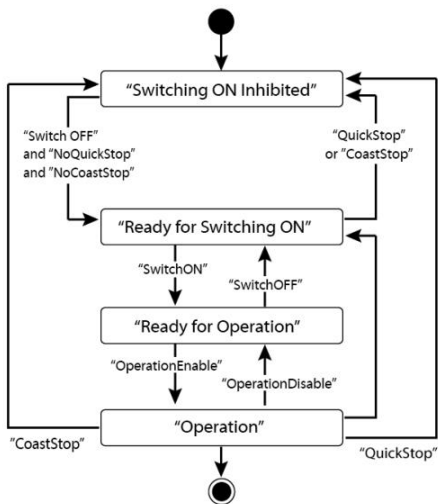 “Switching ON Inhibited”
“Switch OFF”
and “NoQuickStop”
and “NoCoastStop”
“QuickStop”
or “CoastStop”
“Ready for Switching ON”
“SwitchON”
“SwitchOFF”
“Ready for Operation”
“OperationEnable”
“OperationDisable”
“Operation”
“CoastStop”
“QuickStop”